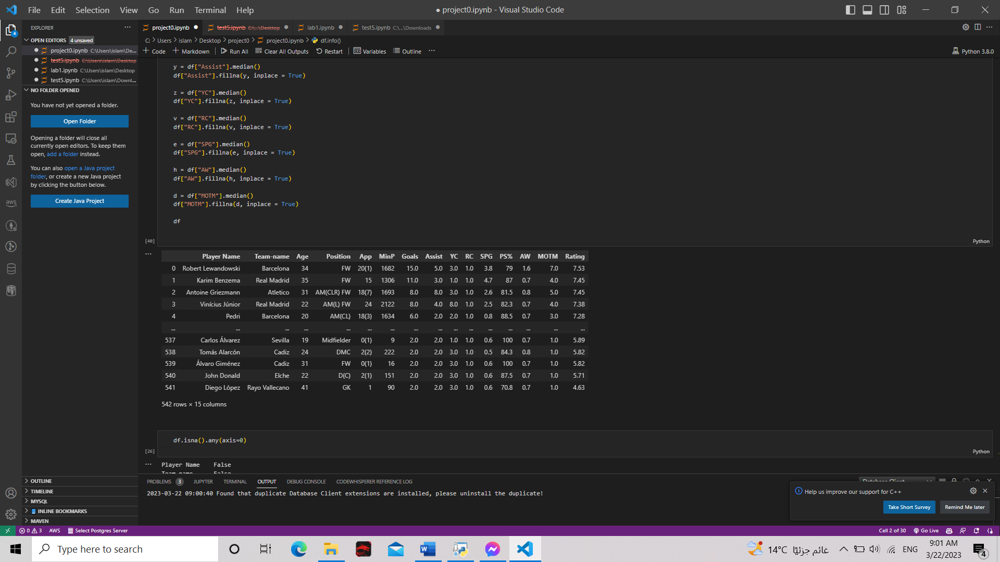 File Edit Selection View Go Run Terminal Help
● project0.ipynb - Visual Studio Code
EXPLORER
OPEN EDITORS 4 unsaved
project0.ipynb C:\Users\islam\De...
test5.ipynb C:\Users\islam\Desktop
lab1.ipynb C:\Users\islam\Desktop
test5.ipynb C:\Users\islam\Downl...
NO FOLDER OPENED
You have not yet opened a folder.
Open Folder
Opening a folder will close all
currently open editors. To keep them
open, add a folder instead.
You can also open a Java project
folder, or create a new Java project
by clicking the button below.
Create Java Project
aws
OUTLINE
TIMELINE
MYSQL
INLINE BOOKMARKS
MAVEN
project0.ipynb test5.ipynb C:\...\Desktop lab1.ipynb test5.ipynb C:\...\Downloads
C: > Users > islam > Desktop > project0 > project0.ipynb > df.info()
+ Code + Markdown Run All Clear All Outputs Restart Variables Outline ... Python 3.8.0
y = df["Assist"].median()
df["Assist"].fillna(y, inplace = True)
z = df["YC"].median()
df["YC"].fillna(z, inplace = True)
v = df["RC"].median()
df["RC"].fillna(v, inplace = True)
e = df["SPG"].median()
df["SPG"].fillna(e, inplace = True)
h = df["AW"].median()
df["AW"].fillna(h, inplace = True)
d = df["MOTM"].median()
df["MOTM"].fillna(d, inplace = True)
df
[40] Python
Player Name Team-name Age Position App MinP Goals Assist YC RC SPG PS% AW MOTM Rating
0 Robert Lewandowski Barcelona 34 FW 20(1) 1682 15.0 5.0 3.0 1.0 3.8 79 1.6 7.0 7.53
1 Karim Benzema Real Madrid 35 FW 15 1306 11.0 3.0 1.0 1.0 4.7 87 0.7 4.0 7.45
2 Antoine Griezmann Atletico 31 AM(CLR) FW 18(7) 1693 8.0 8.0 3.0 1.0 2.6 81.5 0.8 5.0 7.45
3 Vinícius Júnior Real Madrid 22 AM(L) FW 24 2122 8.0 4.0 8.0 1.0 2.5 82.3 0.7 4.0 7.38
4 Pedri Barcelona 20 AM(CL) 18(3) 1634 6.0 2.0 2.0 1.0 0.8 88.5 0.7 3.0 7.28
... ... ... ... ... ... ... ... ... ... ... ... ... ... ... ...
537 Carlos Álvarez Sevilla 19 Midfielder 0(1) 9 2.0 2.0 1.0 1.0 0.6 100 0.7 1.0 5.89
538 Tomás Alarcón Cadiz 24 DMC 2(2) 222 2.0 2.0 3.0 1.0 0.5 84.3 0.8 1.0 5.82
539 Álvaro Giménez Cadiz 31 FW 0(1) 16 2.0 2.0 3.0 1.0 0.6 100 0.7 1.0 5.82
540 John Donald Elche 22 D(C) 2(1) 151 2.0 2.0 3.0 1.0 0.6 87.5 0.7 1.0 5.71
541 Diego López Rayo Vallecano 41 GK 1 90 2.0 2.0 3.0 1.0 0.6 70.8 0.7 1.0 4.63
542 rows × 15 columns
df.isna().any(axis=0)
[26] Python
Player Name False
Team-name False
PROBLEMS 3 JUPYTER TERMINAL OUTPUT DEBUG CONSOLE CODEWHISPERER REFERENCE LOG
Database Client
2023-03-22 09:00:40 Found that duplicate Database Client extensions are installed, please uninstall the duplicate!
Help us improve our support for C++
Take Short Survey Remind Me later
0 3 AWS Select Postgres Server Cell 2 of 30 Go Live
Type here to search
14°C غائم جزئيًا ENG 9:01 AM
3/22/2023
4